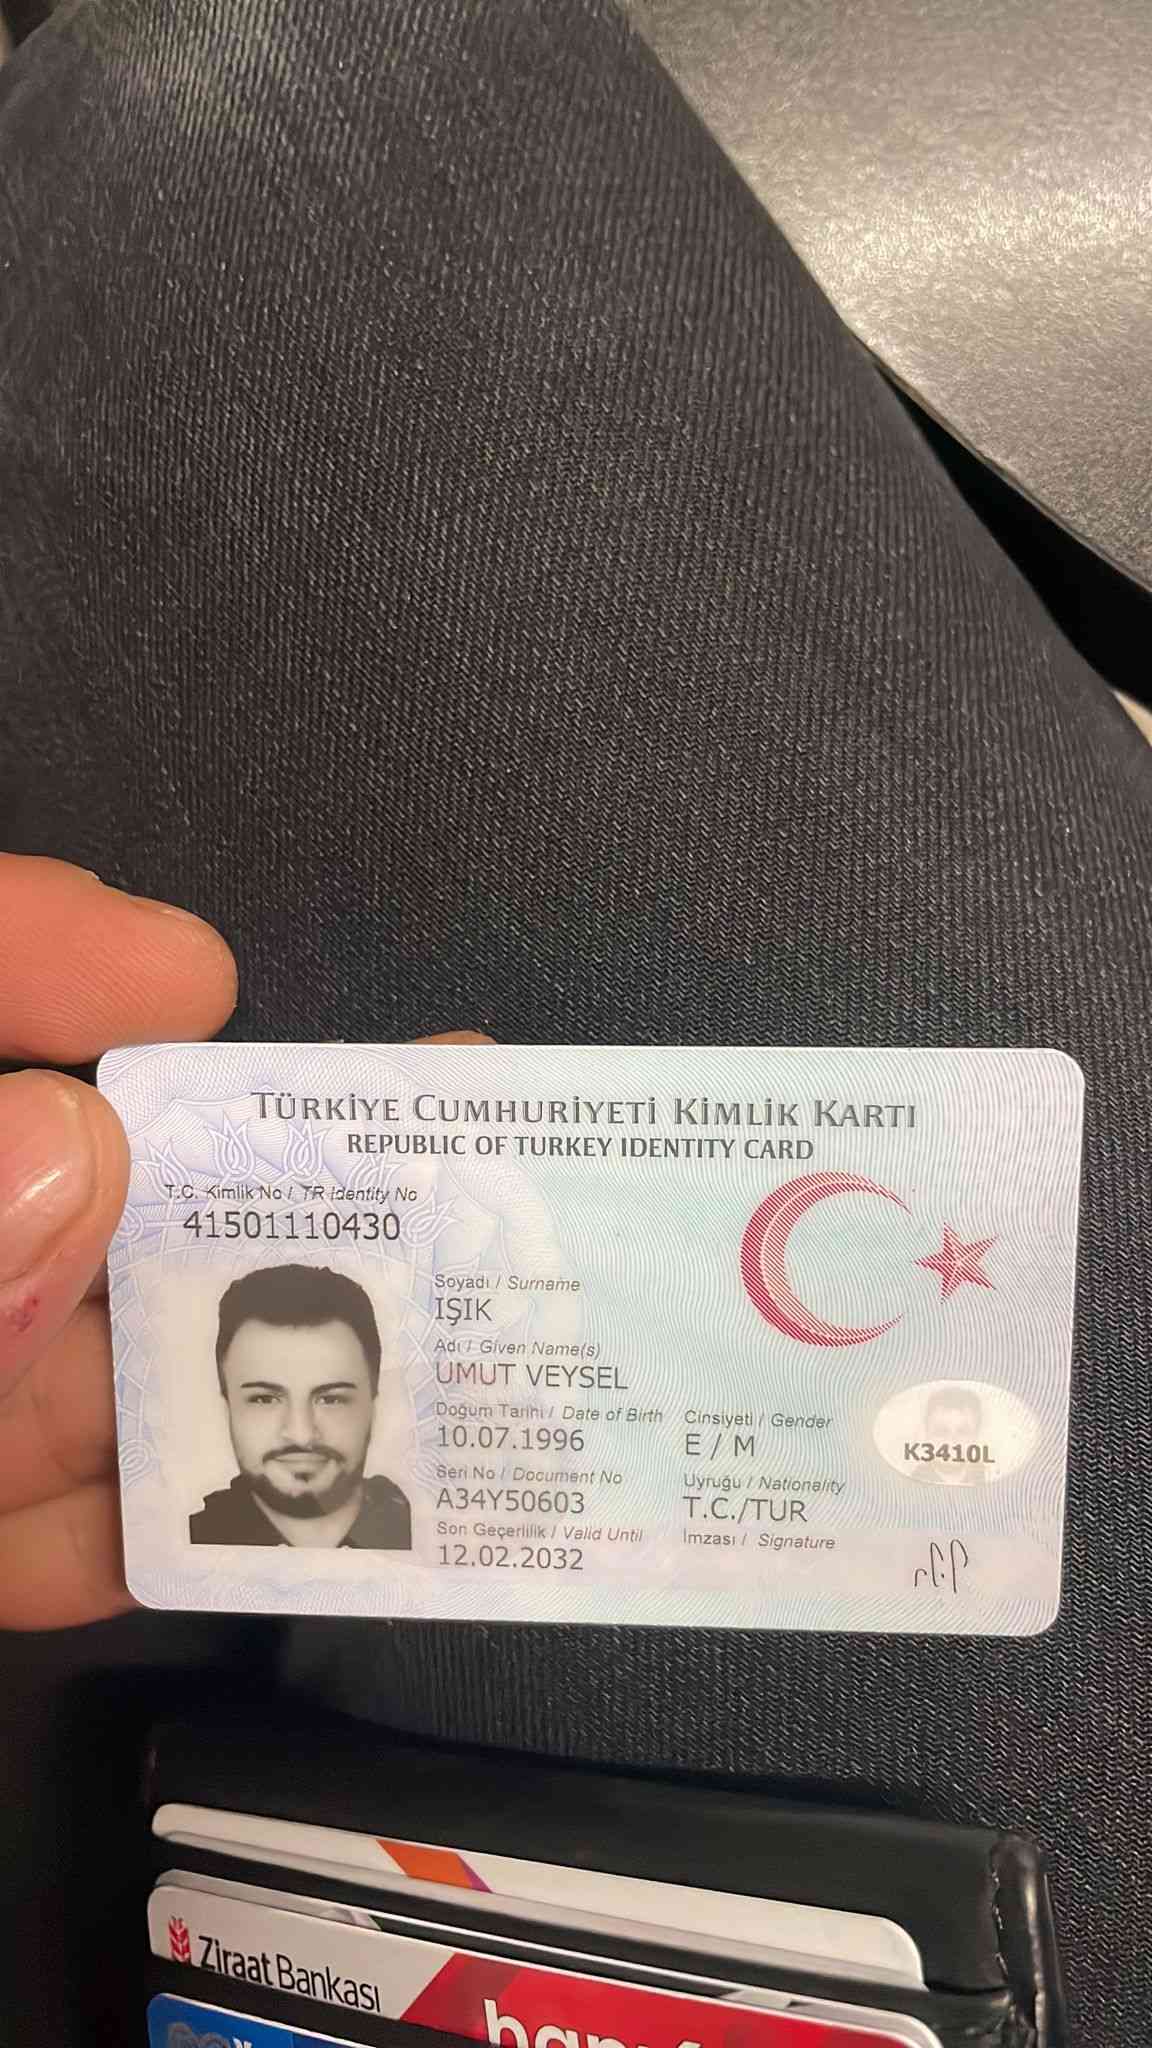 TÜRKİYE CUMHURİYETİ KİMLİK KARTI
REPUBLIC OF TURKEY IDENTITY CARD
T.C. Kimlik No / TR Identity No
41501110430
Soyadı / Surname
IŞIK
Adı / Given Name(s)
UMUT VEYSEL
Doğum Tarihi / Date of Birth
10.07.1996
Cinsiyeti / Gender
E / M
Seri No / Document No
A34Y50603
Uyruğu / Nationality
T.C./TUR
Son Geçerlilik / Valid Until
12.02.2032
İmzası / Signature
K3410L
Ziraat Bankası